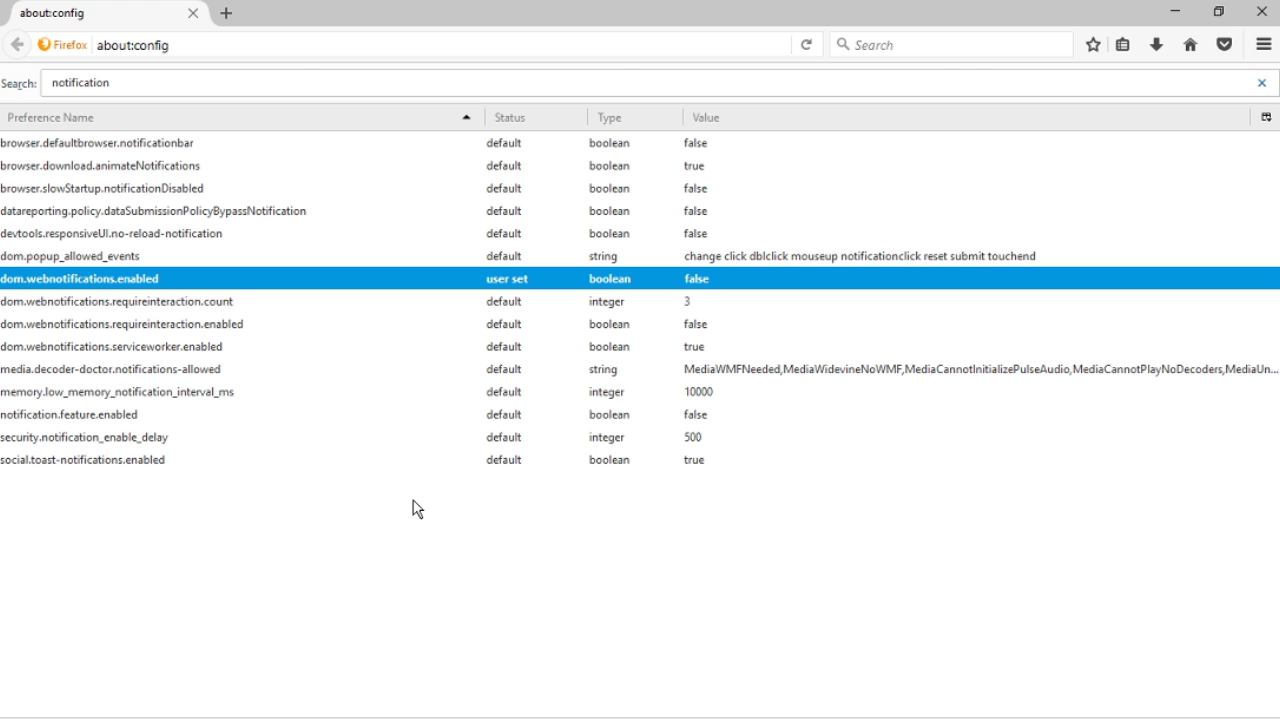 about:config
Firefox about:config Search
Search: notification
Preference Name Status Type Value
browser.defaultbrowser.notificationbar default boolean false
browser.download.animateNotifications default boolean true
browser.slowStartup.notificationDisabled default boolean false
datareporting.policy.dataSubmissionPolicyBypassNotification default boolean false
devtools.responsiveUI.no-reload-notification default boolean false
dom.popup_allowed_events default string change click dblclick mouseup notificationclick reset submit touchend
dom.webnotifications.enabled user set boolean false
dom.webnotifications.requireinteraction.count default integer 3
dom.webnotifications.requireinteraction.enabled default boolean false
dom.webnotifications.serviceworker.enabled default boolean true
media.decoder-doctor.notifications-allowed default string MediaWMFNeeded,MediaWidevineNoWMF,MediaCannotInitializePulseAudio,MediaCannotPlayNoDecoders,MediaUn...
memory.low_memory_notification_interval_ms default integer 10000
notification.feature.enabled default boolean false
security.notification_enable_delay default integer 500
social.toast-notifications.enabled default boolean true